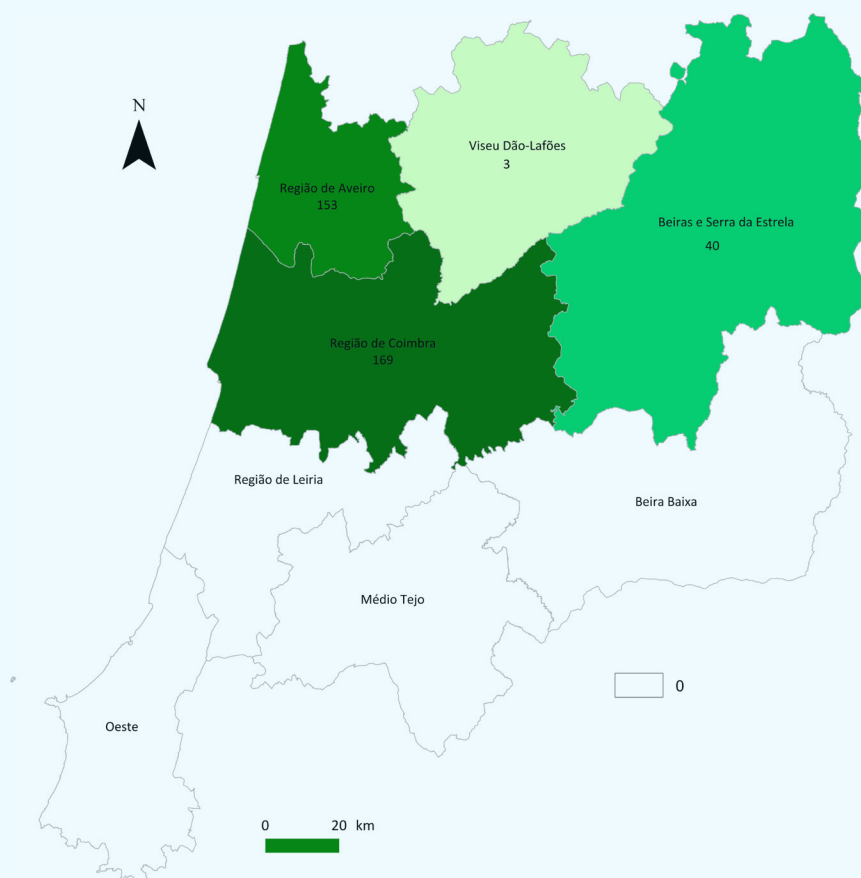 N
Viseu Dão-Lafões
3
Região de Aveiro
153
Beiras e Serra da Estrela
40
Região de Coimbra
169
Região de Leiria
Beira Baixa
Médio Tejo
0
Oeste
0 20 km